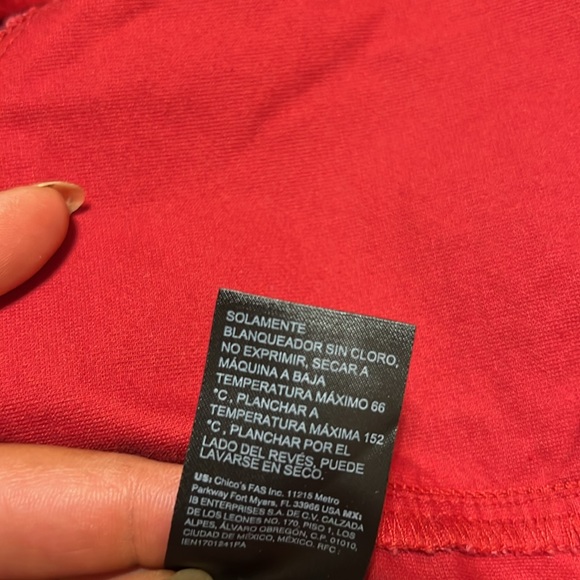 SOLAMENTE
BLANQUEADOR SIN CLORO,
NO EXPRIMIR, SECAR A
MÁQUINA A BAJA
TEMPERATURA MÁXIMO 66
°C, PLANCHAR A
TEMPERATURA MÁXIMA 152
°C, PLANCHAR POR EL
LADO DEL REVÉS, PUEDE
LAVARSE EN SECO.
US: Chico's FAS Inc. 11215 Metro
Parkway Fort Myers, FL 33966 USA MX:
IB ENTERPRISES S.A. DE C.V. CALZADA
DE LOS LEONES NO. 170, PISO 1, LOS
ALPES, ÁLVARO OBREGÓN, C.P. 01010,
CIUDAD DE MÉXICO, MÉXICO. RFC:
IEN1701241PA